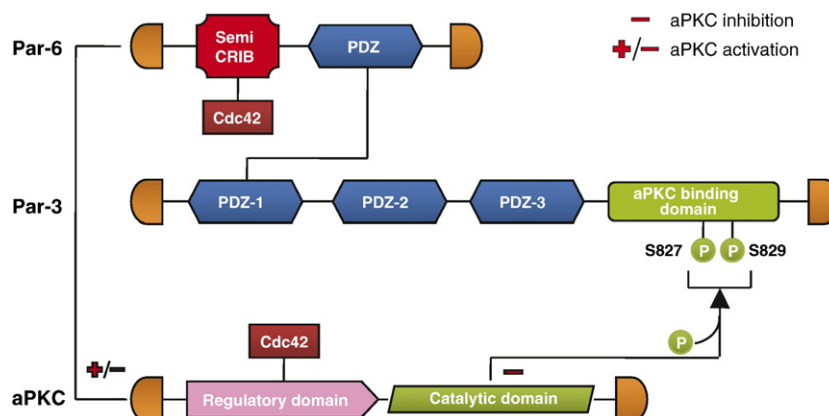 Par-6
Semi
CRIB
PDZ
− aPKC inhibition
+/− aPKC activation
Cdc42
Par-3
PDZ-1
PDZ-2
PDZ-3
aPKC binding
domain
S827
P
P
S829
P
Cdc42
+/−
−
aPKC
Regulatory domain
Catalytic domain